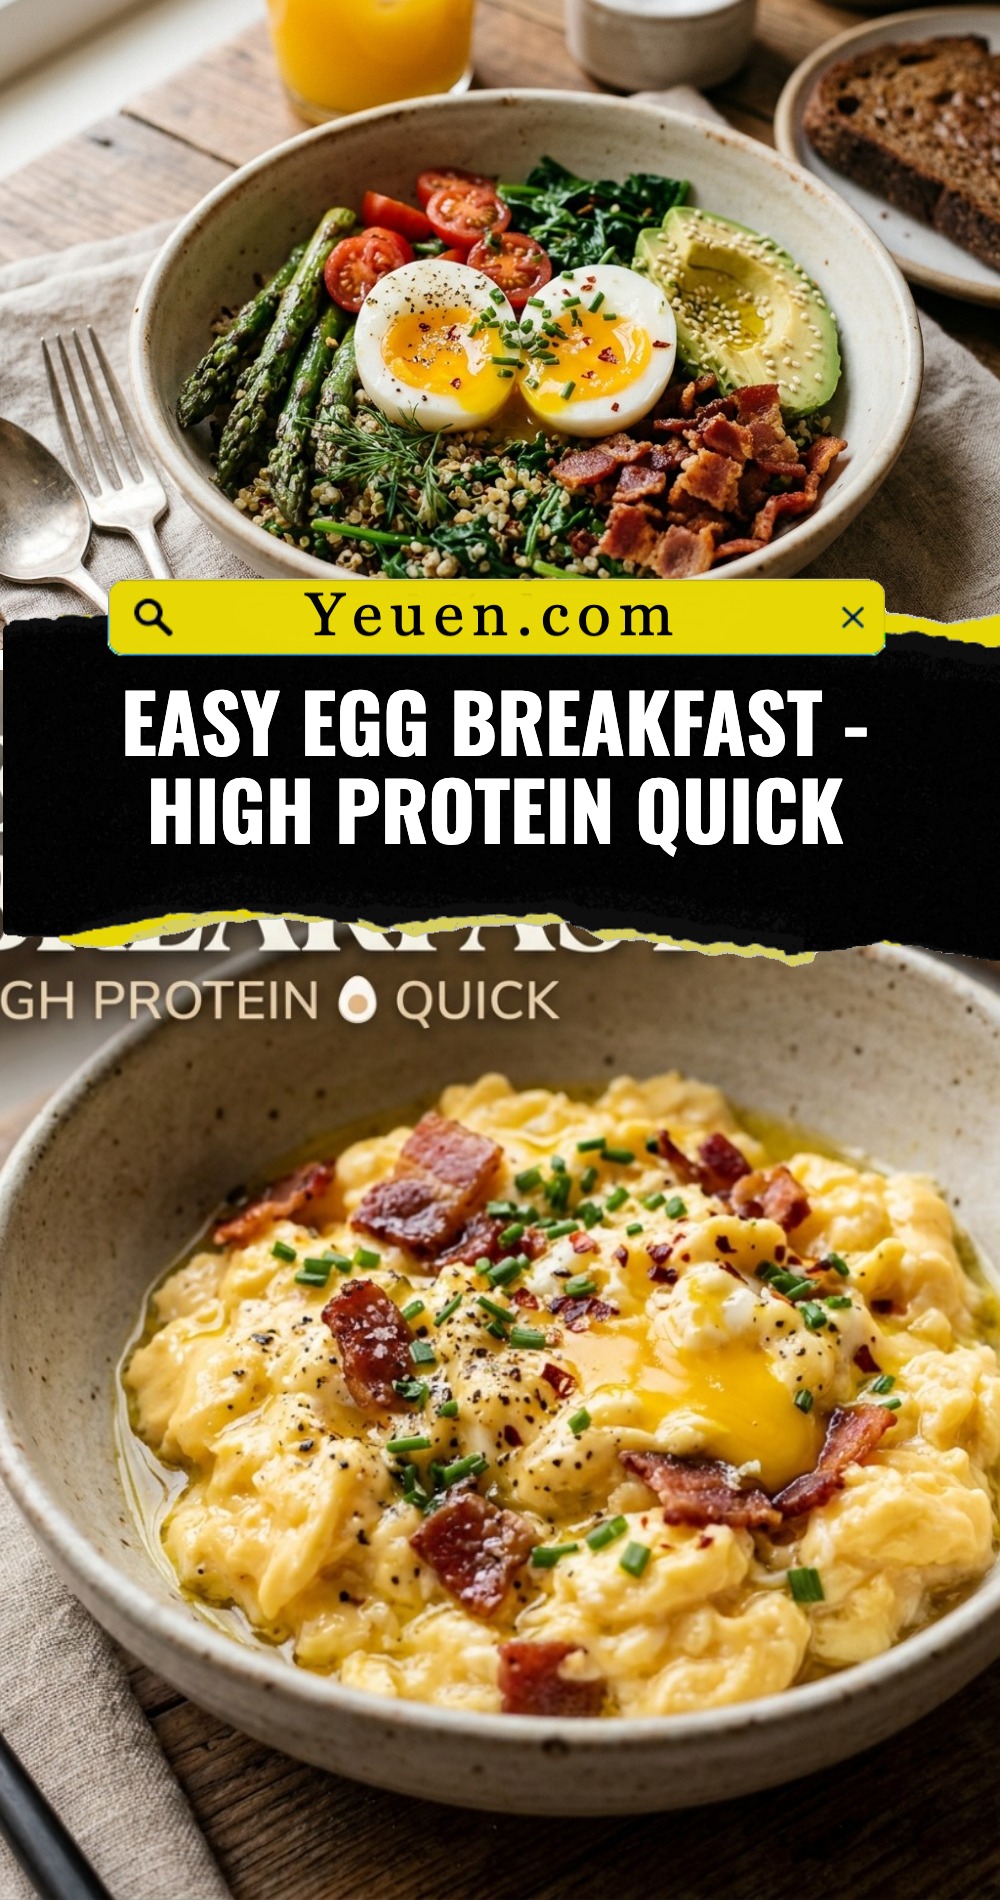 Yeuen.com
EASY EGG BREAKFAST -
HIGH PROTEIN QUICK
GH PROTEIN QUICK